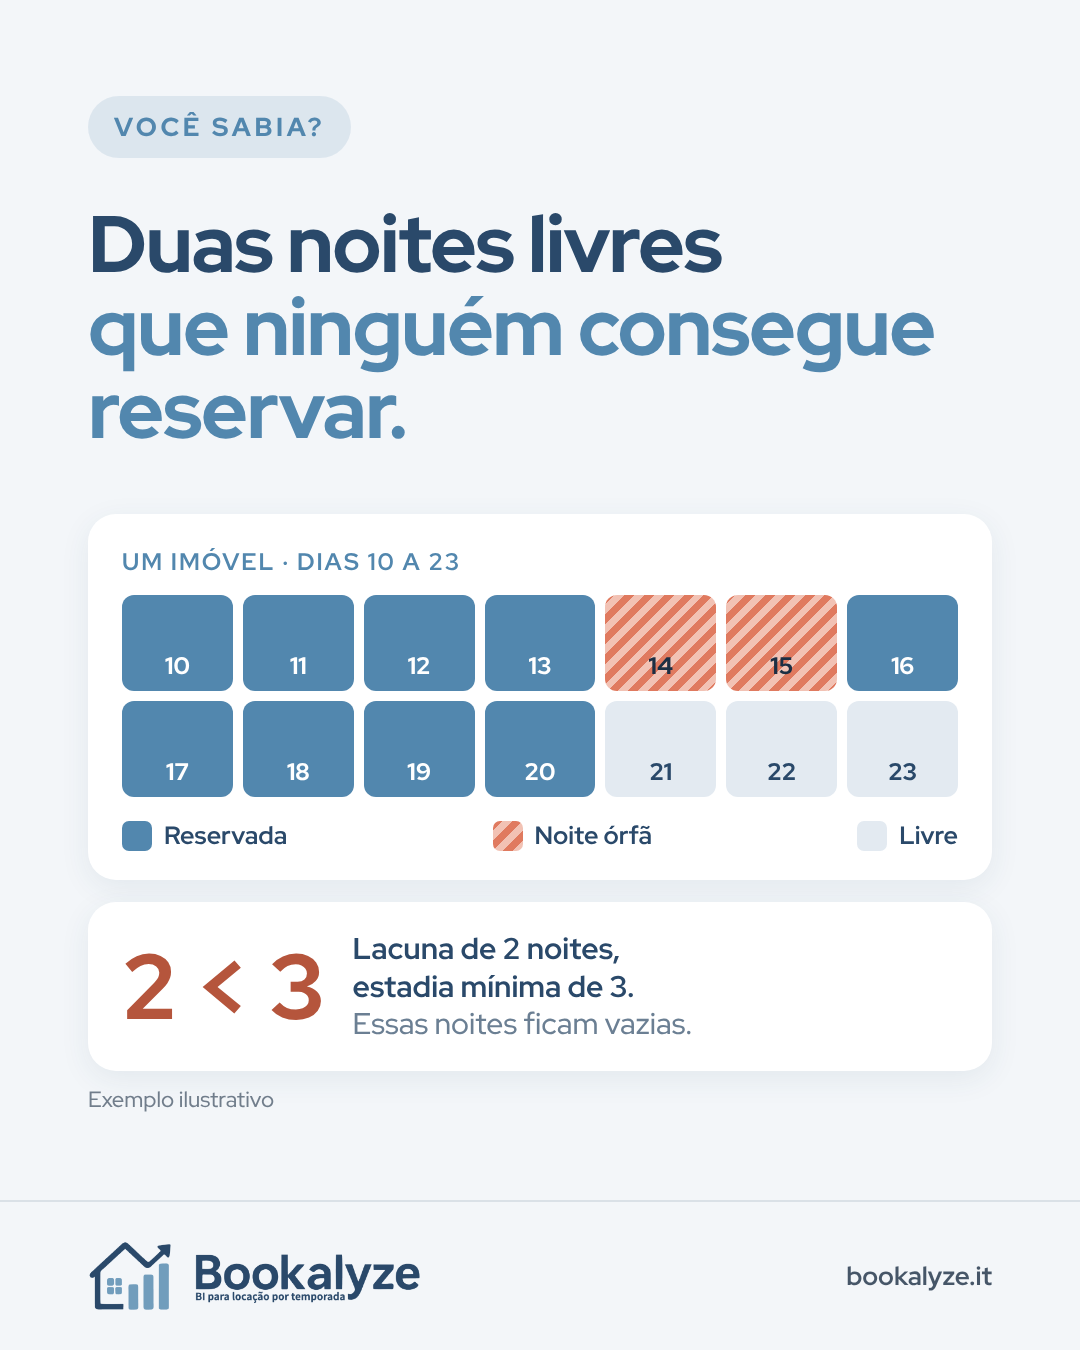 VOCÊ SABIA?
Duas noites livres
que ninguém consegue
reservar.
UM IMÓVEL · DIAS 10 A 23
10 11 12 13 14 15 16
17 18 19 20 21 22 23
Reservada Noite órfã Livre
2 < 3
Lacuna de 2 noites,
estadia mínima de 3.
Essas noites ficam vazias.
Exemplo ilustrativo
Bookalyze
BI para locação por temporada
bookalyze.it